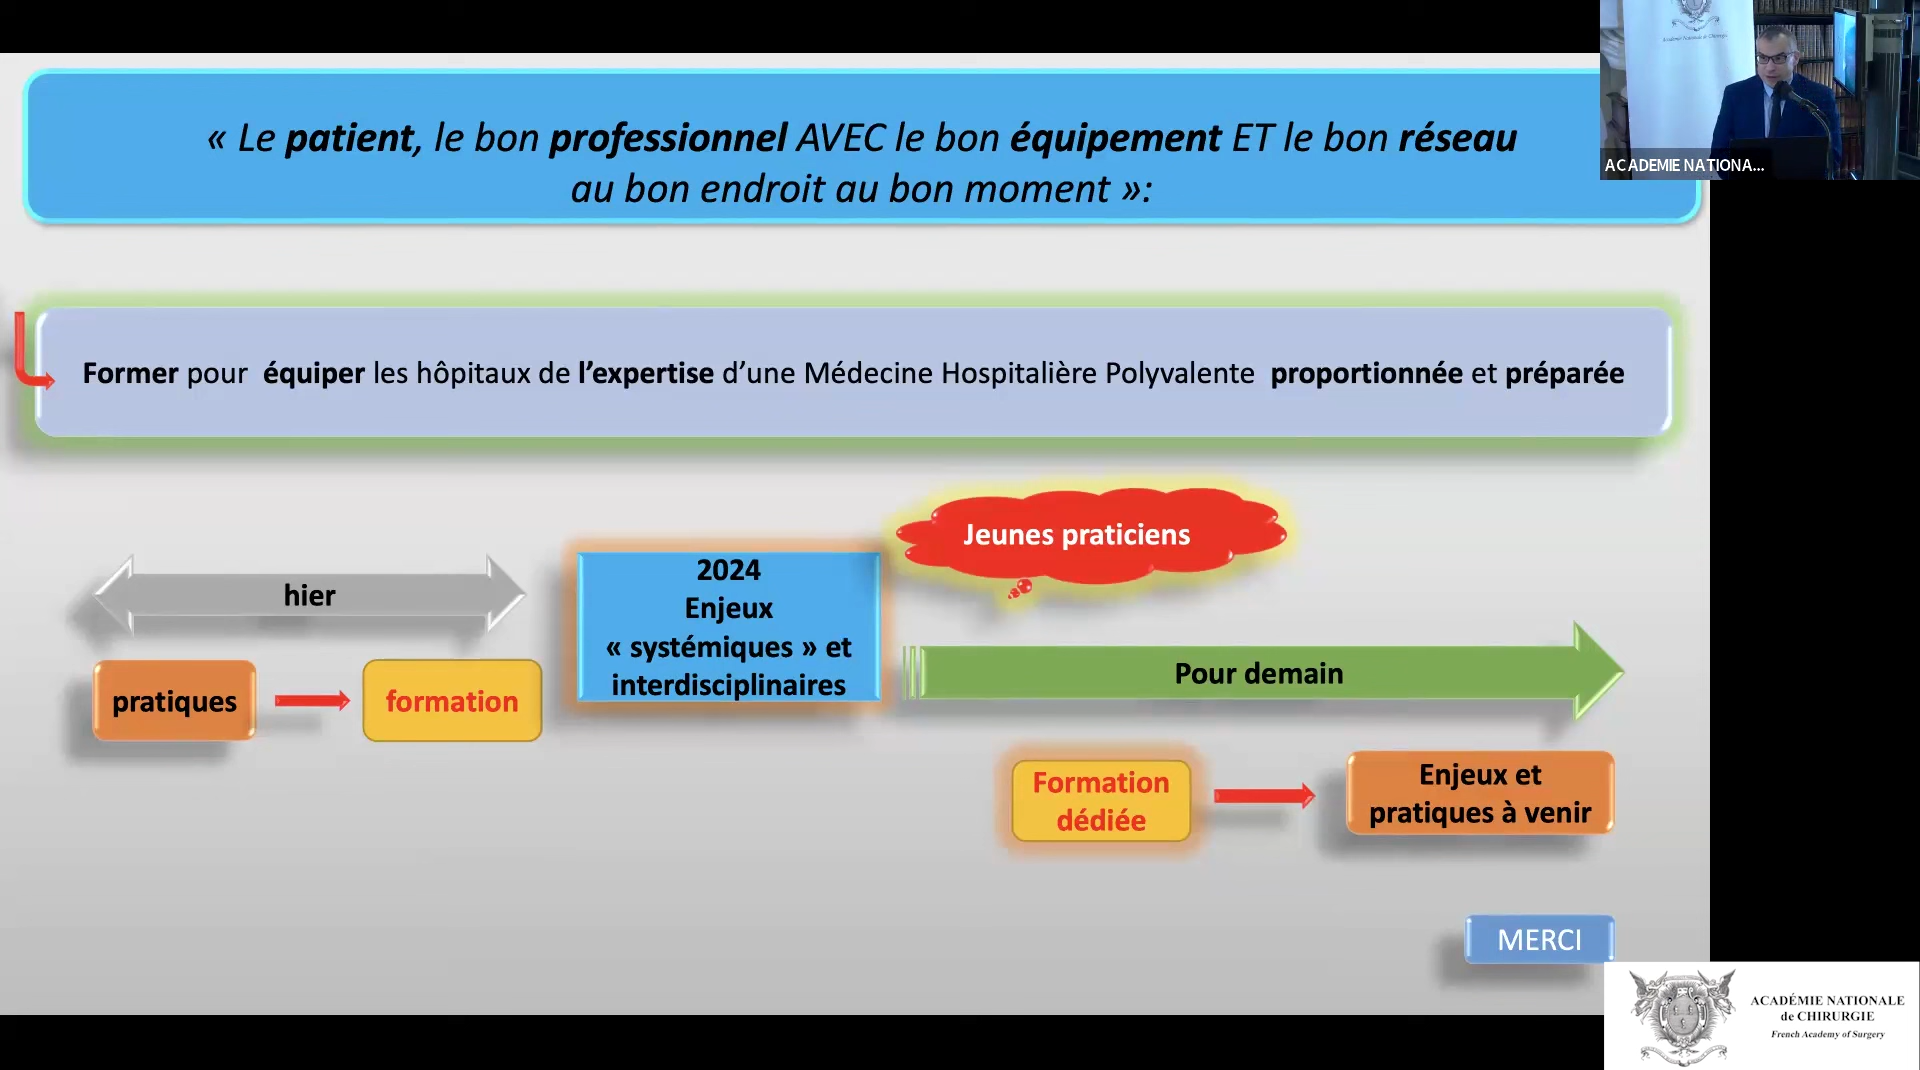 « Le patient, le bon professionnel AVEC le bon équipement ET le bon réseau
au bon endroit au bon moment »:
ACADEMIE NATIONA...
Former pour équiper les hôpitaux de l’expertise d’une Médecine Hospitalière Polyvalente proportionnée et préparée
Jeunes praticiens
hier
2024
Enjeux
« systémiques » et
interdisciplinaires
Pour demain
pratiques
formation
Formation
dédiée
Enjeux et
pratiques à venir
MERCI
ACADÉMIE NATIONALE
de CHIRURGIE
French Academy of Surgery